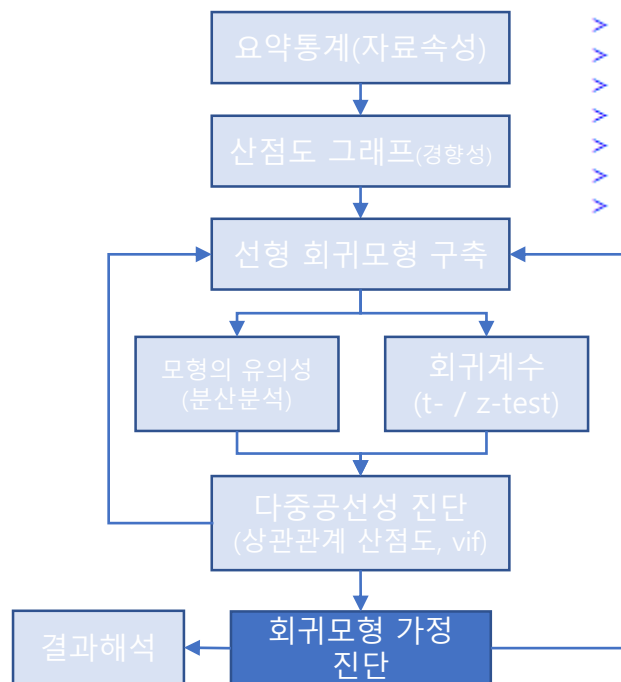 요약통계(자료속성)
산점도 그래프(경향성)
선형 회귀모형 구축
모형의 유의성
(분산분석)
회귀계수
(t- / z-test)
다중공선성 진단
(상관관계 산점도, vif)
회귀모형 가정
진단
결과해석